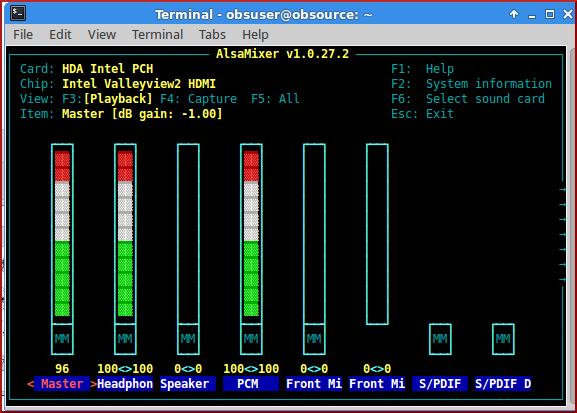 Terminal - obsuser@obsource: ~
File Edit View Terminal Tabs Help
AlsaMixer v1.0.27.2
Card: HDA Intel PCH F1: Help
Chip: Intel Valleyview2 HDMI F2: System information
View: F3:[Playback] F4: Capture F5: All F6: Select sound card
Item: Master [dB gain: -1.00] Esc: Exit
MM MM MM MM MM MM MM
96 100<>100 0<>0 100<>100 0<>0 0<>0
< Master >Headphon Speaker PCM Front Mi Front Mi S/PDIF S/PDIF D